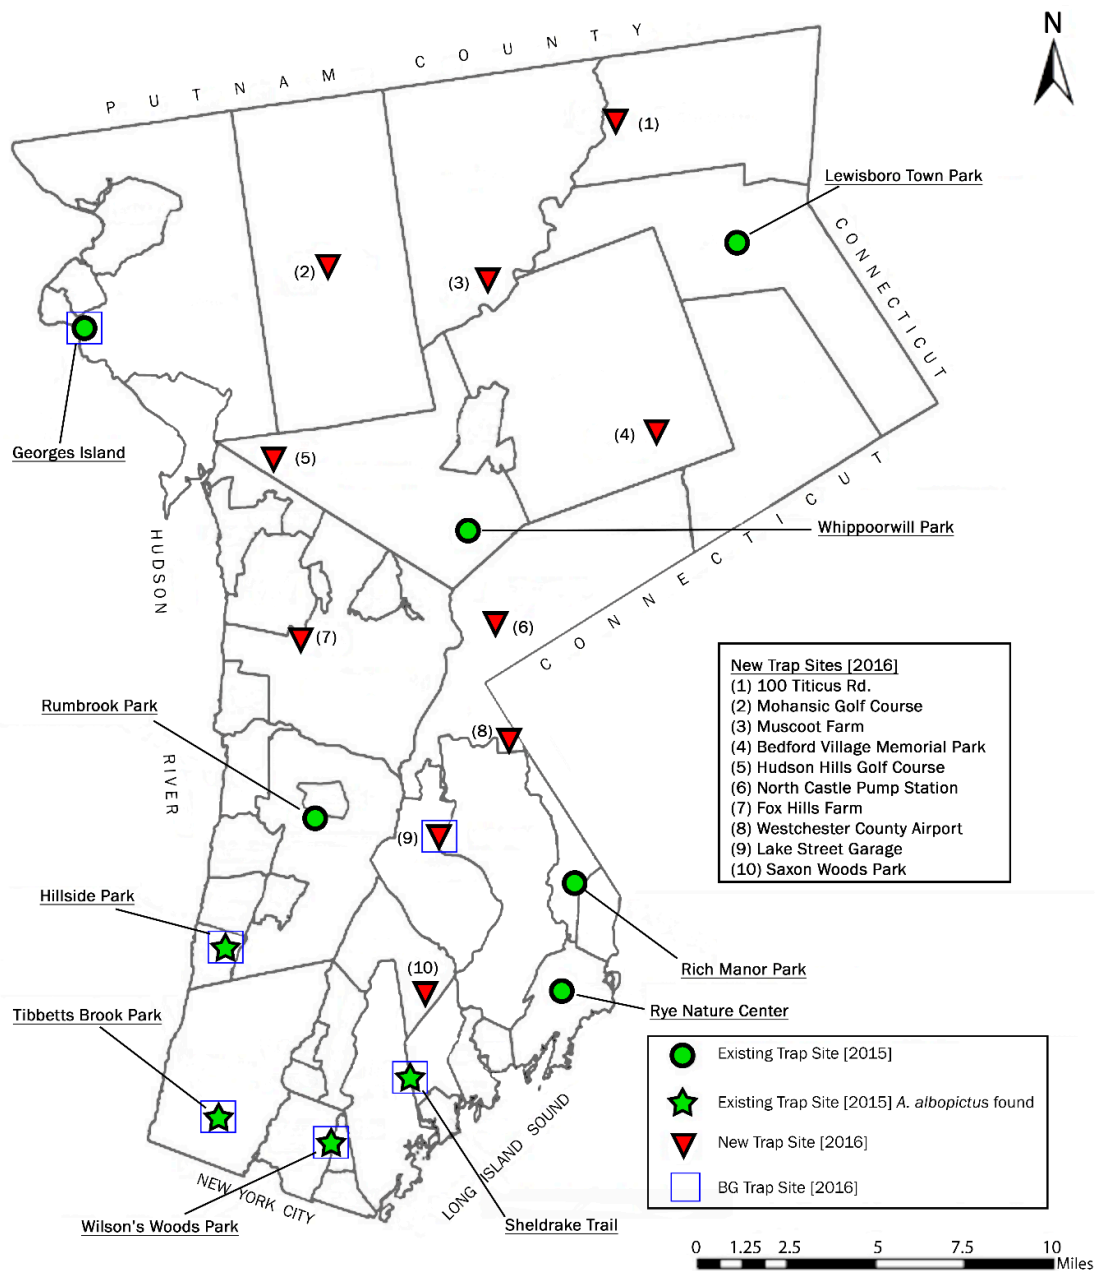 N
PUTNAM COUNTY
(1)
Lewisboro Town Park
CONNECTICUT
(2)
(3)
Georges Island
(4)
(5)
Whippoorwill Park
HUDSON
CONNECTICUT
(6)
(7)
New Trap Sites [2016]
(1) 100 Titicus Rd.
(2) Mohansic Golf Course
(3) Muscoot Farm
(4) Bedford Village Memorial Park
(5) Hudson Hills Golf Course
(6) North Castle Pump Station
(7) Fox Hills Farm
(8) Westchester County Airport
(9) Lake Street Garage
(10) Saxon Woods Park
Rumbrook Park
(8)
RIVER
(9)
Hillside Park
(10)
Rich Manor Park
Rye Nature Center
Tibbetts Brook Park
Existing Trap Site [2015]
Existing Trap Site [2015] A. albopictus found
New Trap Site [2016]
BG Trap Site [2016]
LONG ISLAND SOUND
NEW YORK CITY
Wilson's Woods Park
Sheldrake Trail
0 1.25 2.5 5 7.5 10
Miles